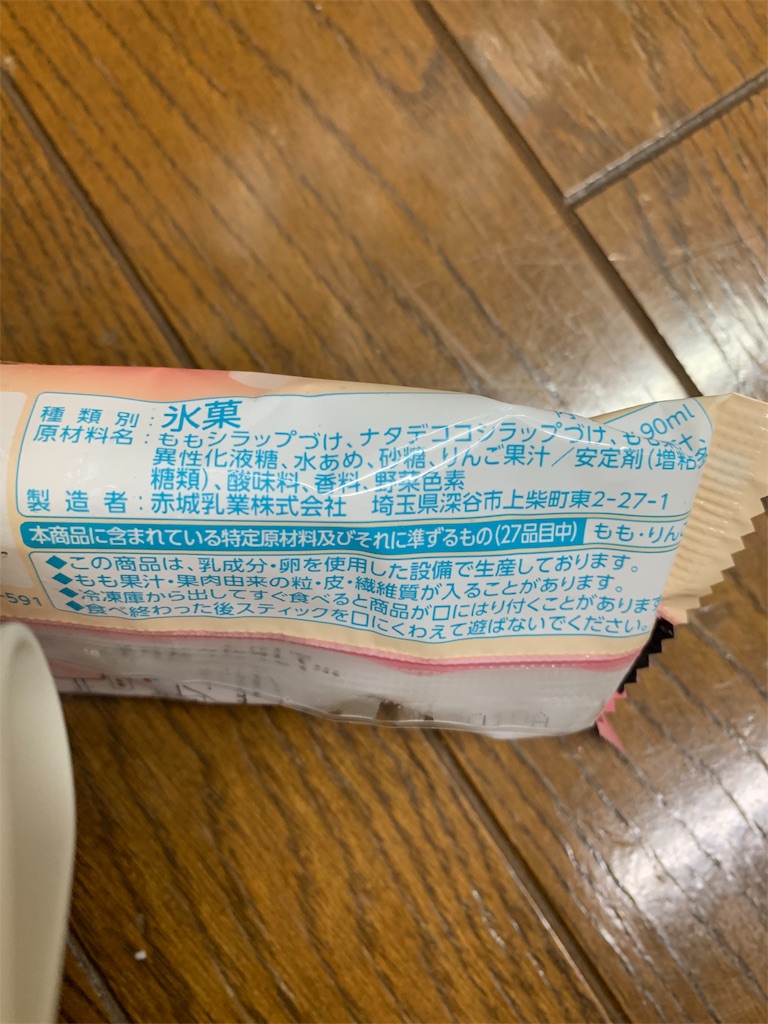 種類別：氷菓
90ml
原材料名：ももシラップづけ、ナタデココシラップづけ、もも
異性化液糖、水あめ、砂糖、りんご果汁／安定剤（増粘多
糖類）、酸味料、香料、野菜色素
製造者：赤城乳業株式会社 埼玉県深谷市上柴町東2-27-1
本商品に含まれている特定原材料及びそれに準ずるもの（27品目中） もも・りん
◆この商品は、乳成分・卵を使用した設備で生産しております。
◆もも果汁・果肉由来の粒・皮・繊維質が入ることがあります。
◆冷凍庫から出してすぐ食べると商品が口にはり付くことがあります
◆食べ終わった後スティックを口にくわえて遊ばないでください。
-591